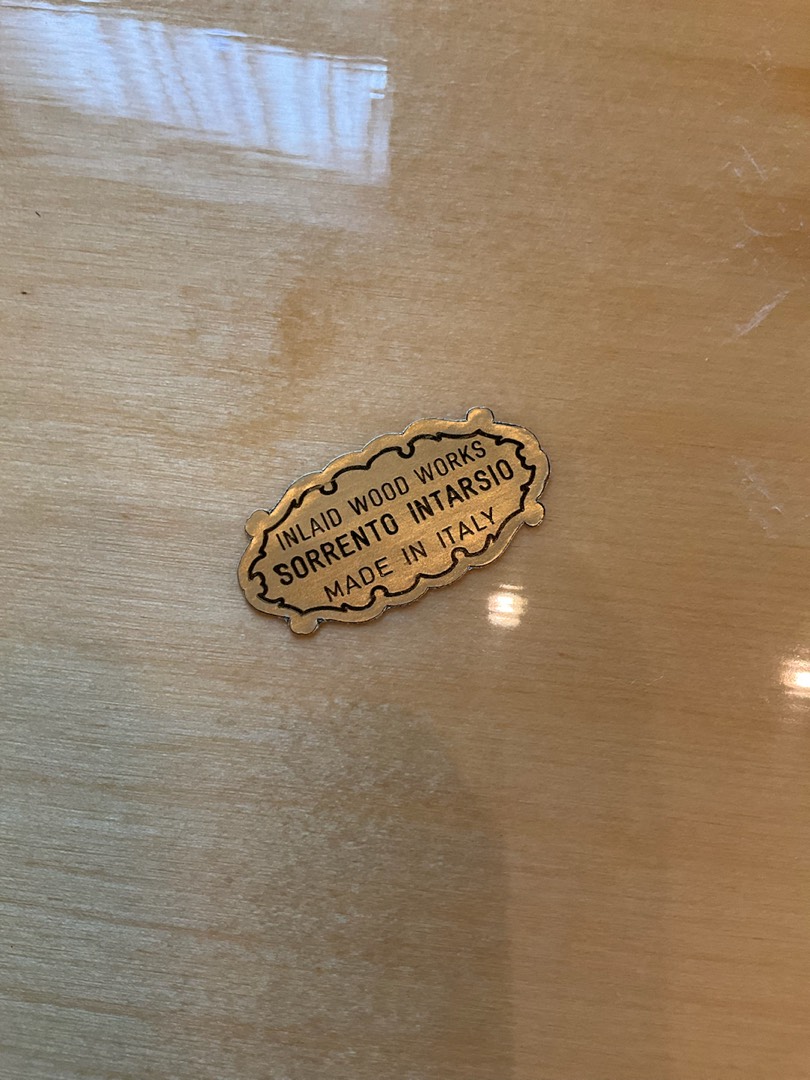 INLAID WOOD WORKS
SORRENTO INTARSIO
MADE IN ITALY